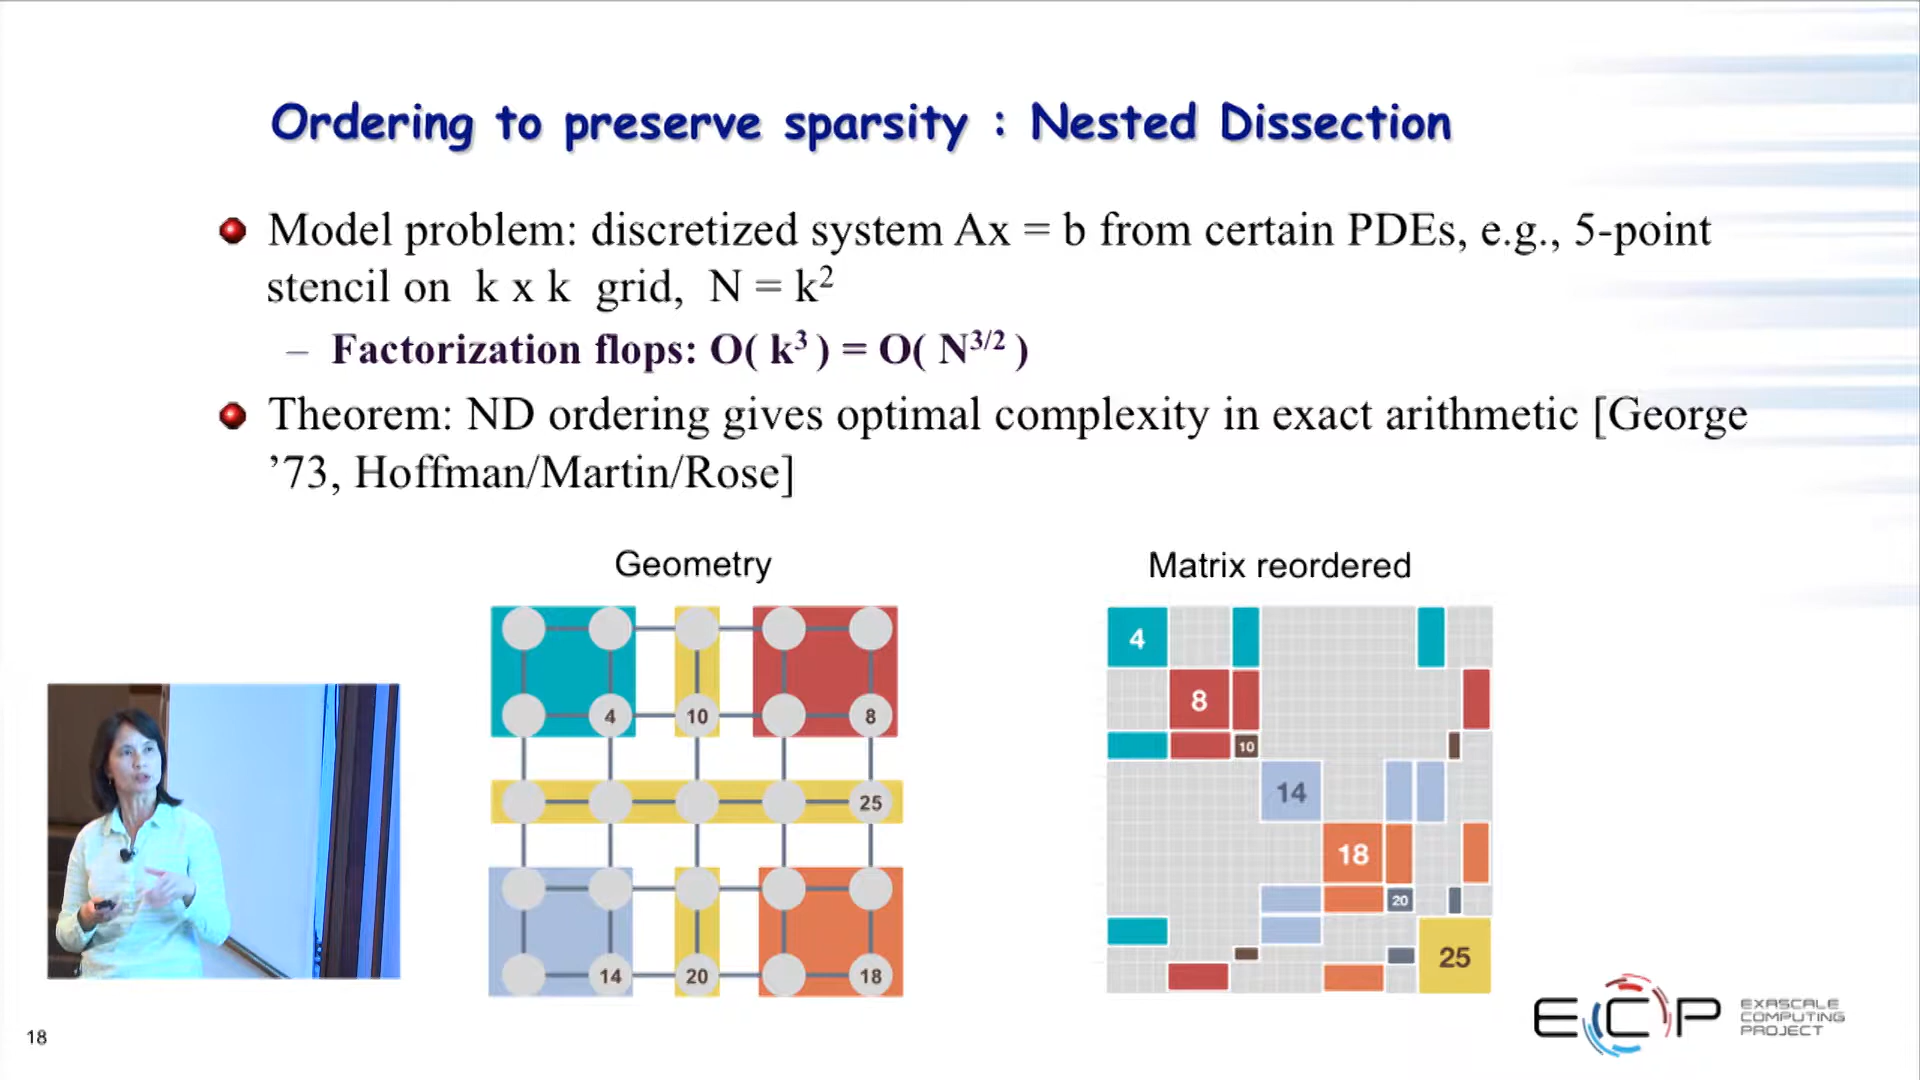 Ordering to preserve sparsity : Nested Dissection
Model problem: discretized system Ax = b from certain PDEs, e.g., 5-point
stencil on k x k grid, N = k²
– Factorization flops: O( k³ ) = O( N³ᐟ² )
Theorem: ND ordering gives optimal complexity in exact arithmetic [George
’73, Hoffman/Martin/Rose]
Geometry
4 10 8
25
14 20 18
Matrix reordered
4
8
10
14
18
20
25
18
ECP
EXASCALE
COMPUTING
PROJECT